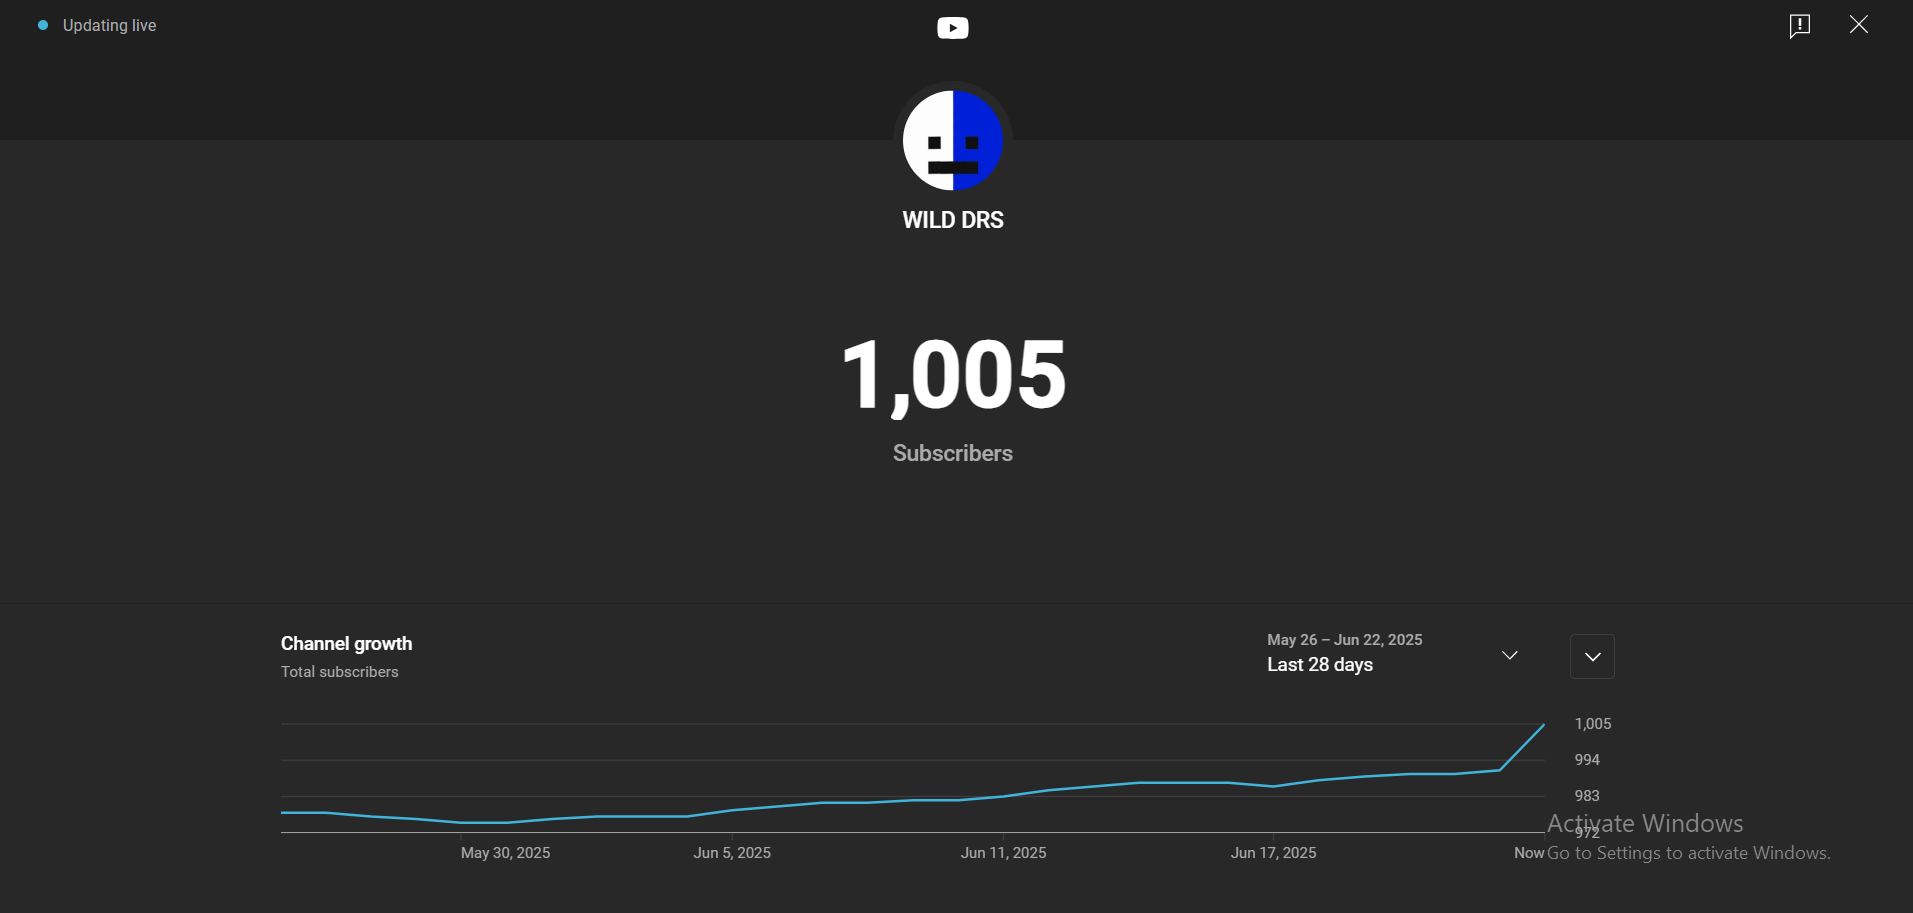 Updating live
WILD DRS
1,005
Subscribers
Channel growth
Total subscribers
May 26 – Jun 22, 2025
Last 28 days
1,005
994
983
972
May 30, 2025
Jun 5, 2025
Jun 11, 2025
Jun 17, 2025
Now
Activate Windows
Go to Settings to activate Windows.